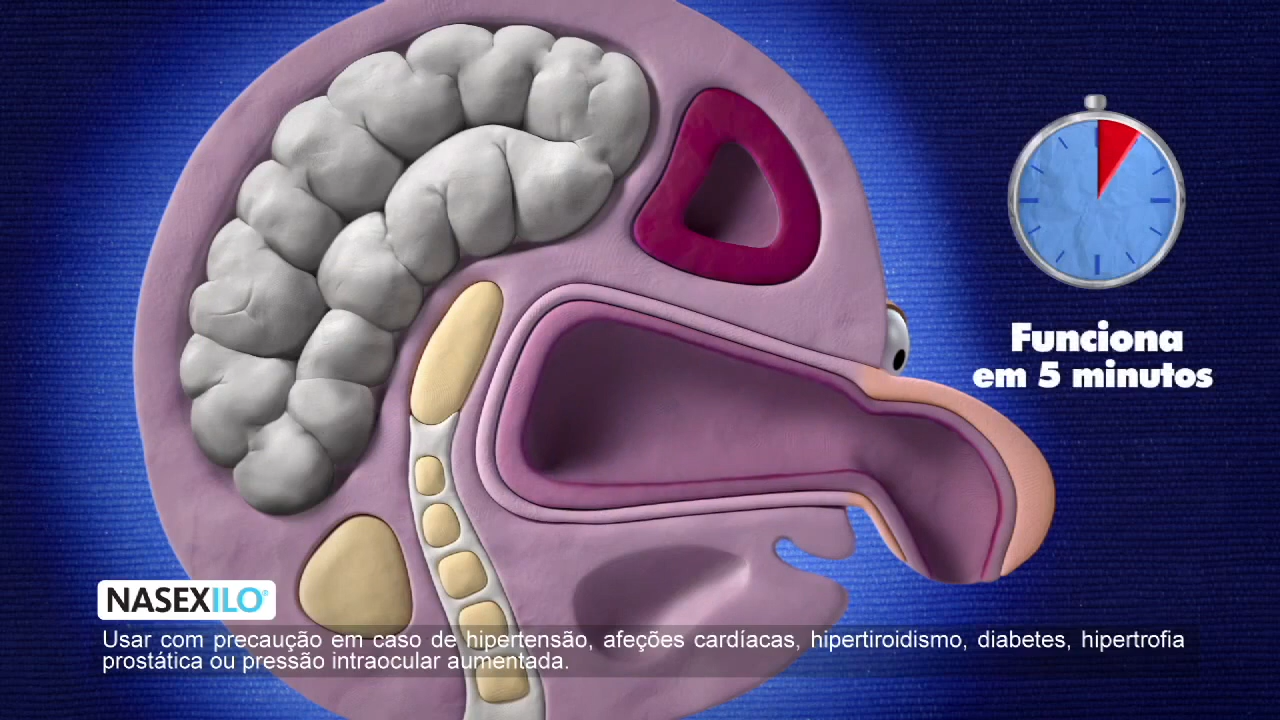 Funciona
em 5 minutos
NASEXILO®
Usar com precaução em caso de hipertensão, afeções cardíacas, hipertiroidismo, diabetes, hipertrofia
prostática ou pressão intraocular aumentada.